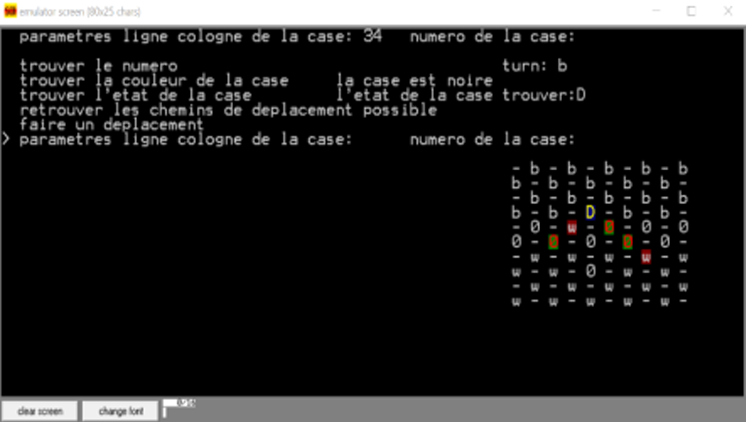 emulator screen (80x25 chars)
parametres ligne cologne de la case: 34 numero de la case:
trouver le numero turn: b
trouver la couleur de la case la case est noire
trouver l'etat de la case l'etat de la case trouver:D
retrouver les chemins de deplacement possible
faire un deplacement
> parametres ligne cologne de la case: numero de la case:
- b - b - b - b - b
b - b - b - b - b -
- b - b - b - b - b
b - b - D - b - b -
- 0 - w - 0 - 0 - 0
0 - 0 - 0 - 0 - 0 -
- w - w - w - w - w
w - w - 0 - w - w -
- w - w - w - w - w
w - w - w - w - w -
clear screen change font 0/16